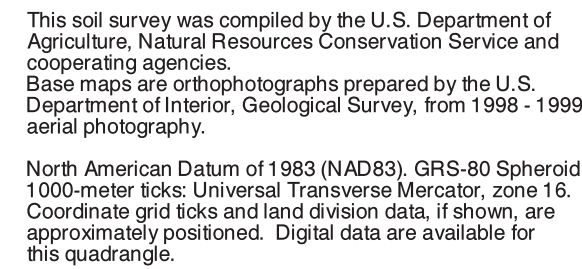 This soil survey was compiled by the U.S. Department of
Agriculture, Natural Resources Conservation Service and
cooperating agencies.
Base maps are orthophotographs prepared by the U.S.
Department of Interior, Geological Survey, from 1998 - 1999
aerial photography.

North American Datum of 1983 (NAD83). GRS-80 Spheroid
1000-meter ticks: Universal Transverse Mercator, zone 16.
Coordinate grid ticks and land division data, if shown, are
approximately positioned.  Digital data are available for
this quadrangle.